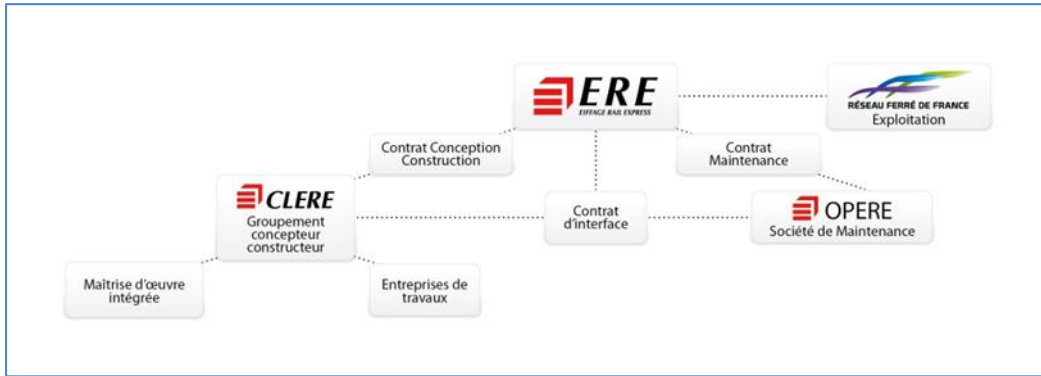 ERE
EIFFAGE RAIL EXPRESS
RÉSEAU FERRÉ DE FRANCE
Exploitation
Contrat Conception
Construction
Contrat
Maintenance
CLERE
Groupement
concepteur
constructeur
Contrat
d'interface
OPERE
Société de Maintenance
Maîtrise d'œuvre
intégrée
Entreprises de
travaux